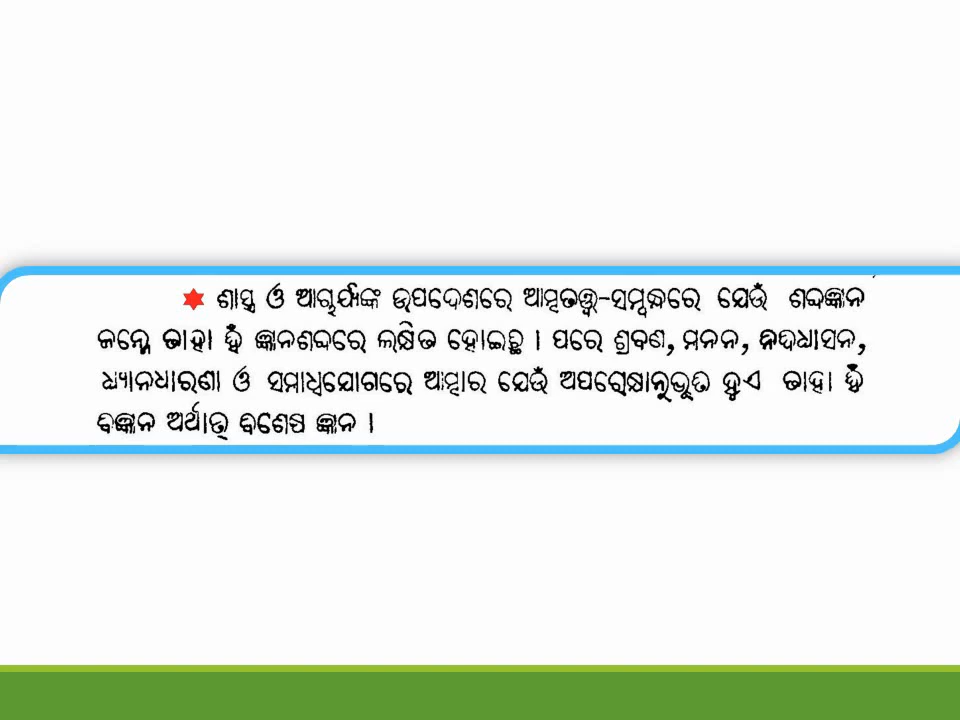 ଶାସ୍ତ୍ର ଓ ଆଚାର୍ଯ୍ୟଙ୍କ ଉପଦେଶରେ ଆତ୍ମତତ୍ତ୍ୱ-ସମ୍ବନ୍ଧରେ ଯେଉଁ ଶବ୍ଦଜ୍ଞାନ
ଜନ୍ମେ ତାହା ହିଁ ଜ୍ଞାନଶବ୍ଦରେ ଲକ୍ଷିତ ହୋଇଛି । ପରେ ଶ୍ରବଣ, ମନନ, ନିଦିଧ୍ୟାସନ,
ଧ୍ୟାନଧାରଣା ଓ ସମାଧିଯୋଗରେ ଆତ୍ମାର ଯେଉଁ ଅପରୋକ୍ଷାନୁଭୂତି ହୁଏ ତାହା ହିଁ
ବିଜ୍ଞାନ ଅର୍ଥାତ୍ ବିଶେଷ ଜ୍ଞାନ ।